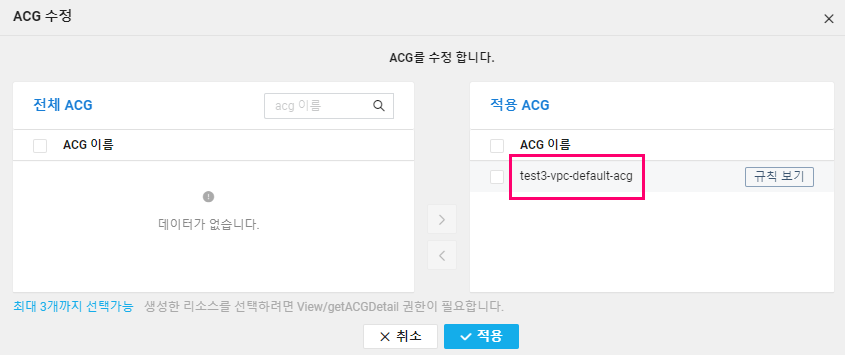 ACG 수정
ACG를 수정 합니다.
전체 ACG
acg 이름
ACG 이름
데이터가 없습니다.
적용 ACG
ACG 이름
test3-vpc-default-acg
규칙 보기
최대 3개까지 선택가능 생성한 리소스를 선택하려면 View/getACGDetail 권한이 필요합니다.
취소
적용